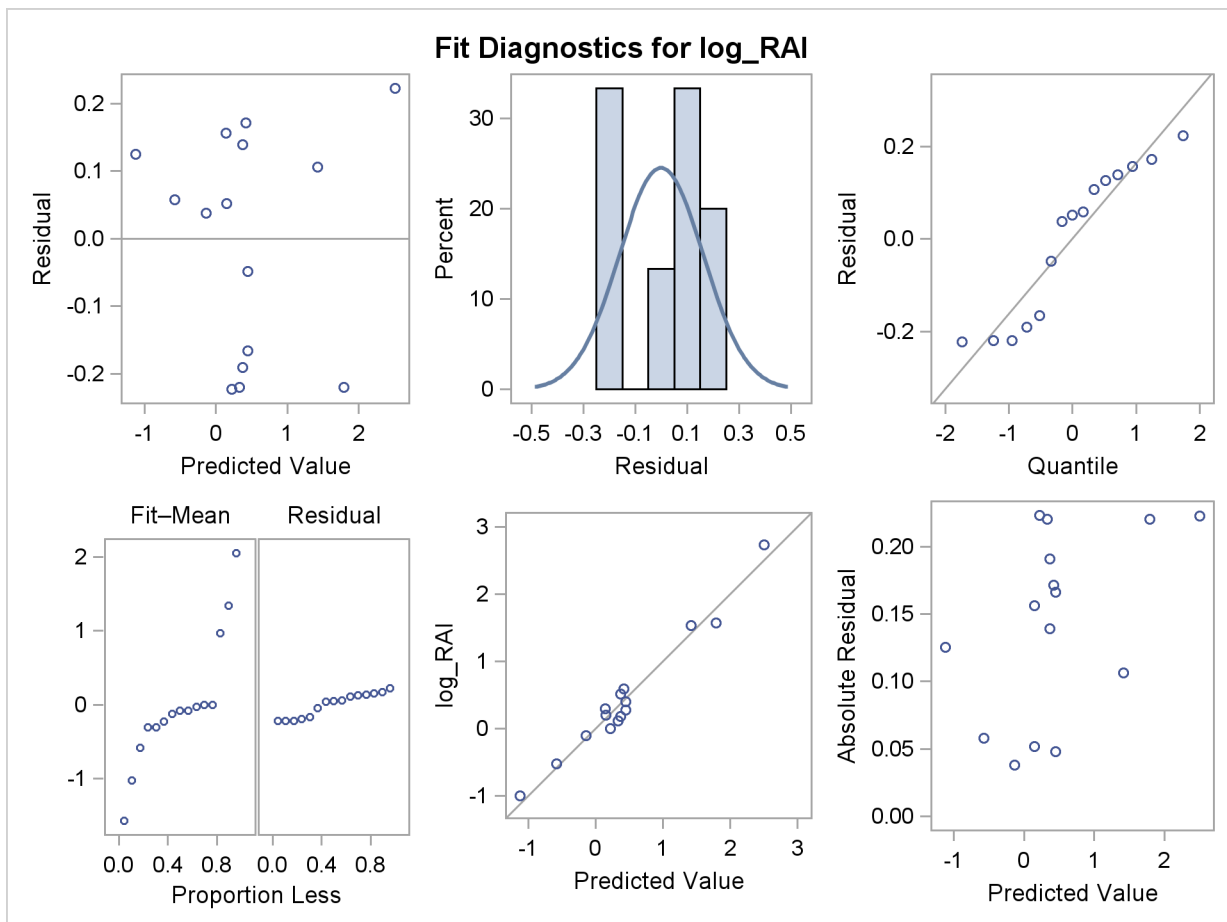 Fit Diagnostics for log_RAI
0.2
0.1
0.0
-0.1
-0.2
Residual
-1 0 1 2
Predicted Value
30
20
10
0
Percent
-0.5 -0.3 -0.1 0.1 0.3 0.5
Residual
0.2
0.0
-0.2
Residual
-2 -1 0 1 2
Quantile
Fit–Mean Residual
2
1
0
-1
0.0 0.4 0.8 0.0 0.4 0.8
Proportion Less
3
2
1
0
-1
log_RAI
-1 0 1 2 3
Predicted Value
0.20
0.15
0.10
0.05
0.00
Absolute Residual
-1 0 1 2
Predicted Value